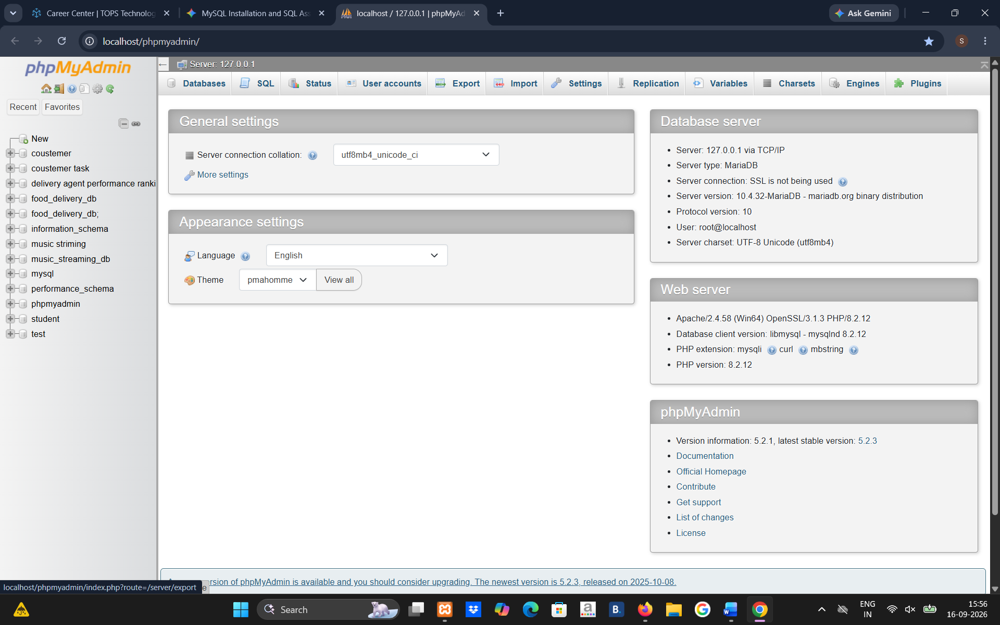 Career Center | TOPS Technolog
MySQL Installation and SQL Ass
localhost / 127.0.0.1 | phpMyAd
Ask Gemini
localhost/phpmyadmin/
S
phpMyAdmin
Recent
Favorites
New
coustemer
coustemer task
delivery agent performance ranki
food_delivery_db
food_delivery_db;
information_schema
music striming
music_streaming_db
mysql
performance_schema
phpmyadmin
student
test
Server: 127.0.0.1
Databases
SQL
Status
User accounts
Export
Import
Settings
Replication
Variables
Charsets
Engines
Plugins
General settings
Server connection collation:
utf8mb4_unicode_ci
More settings
Appearance settings
Language
English
Theme
pmahomme
View all
Database server
Server: 127.0.0.1 via TCP/IP
Server type: MariaDB
Server connection: SSL is not being used
Server version: 10.4.32-MariaDB - mariadb.org binary distribution
Protocol version: 10
User: root@localhost
Server charset: UTF-8 Unicode (utf8mb4)
Web server
Apache/2.4.58 (Win64) OpenSSL/3.1.3 PHP/8.2.12
Database client version: libmysql - mysqlnd 8.2.12
PHP extension: mysqli curl mbstring
PHP version: 8.2.12
phpMyAdmin
Version information: 5.2.1, latest stable version: 5.2.3
Documentation
Official Homepage
Contribute
Get support
List of changes
License
rsion of phpMyAdmin is available and you should consider upgrading. The newest version is 5.2.3, released on 2025-10-08.
localhost/phpmyadmin/index.php?route=/server/export
Search
B.
ENG
IN
15:56
16-09-2026